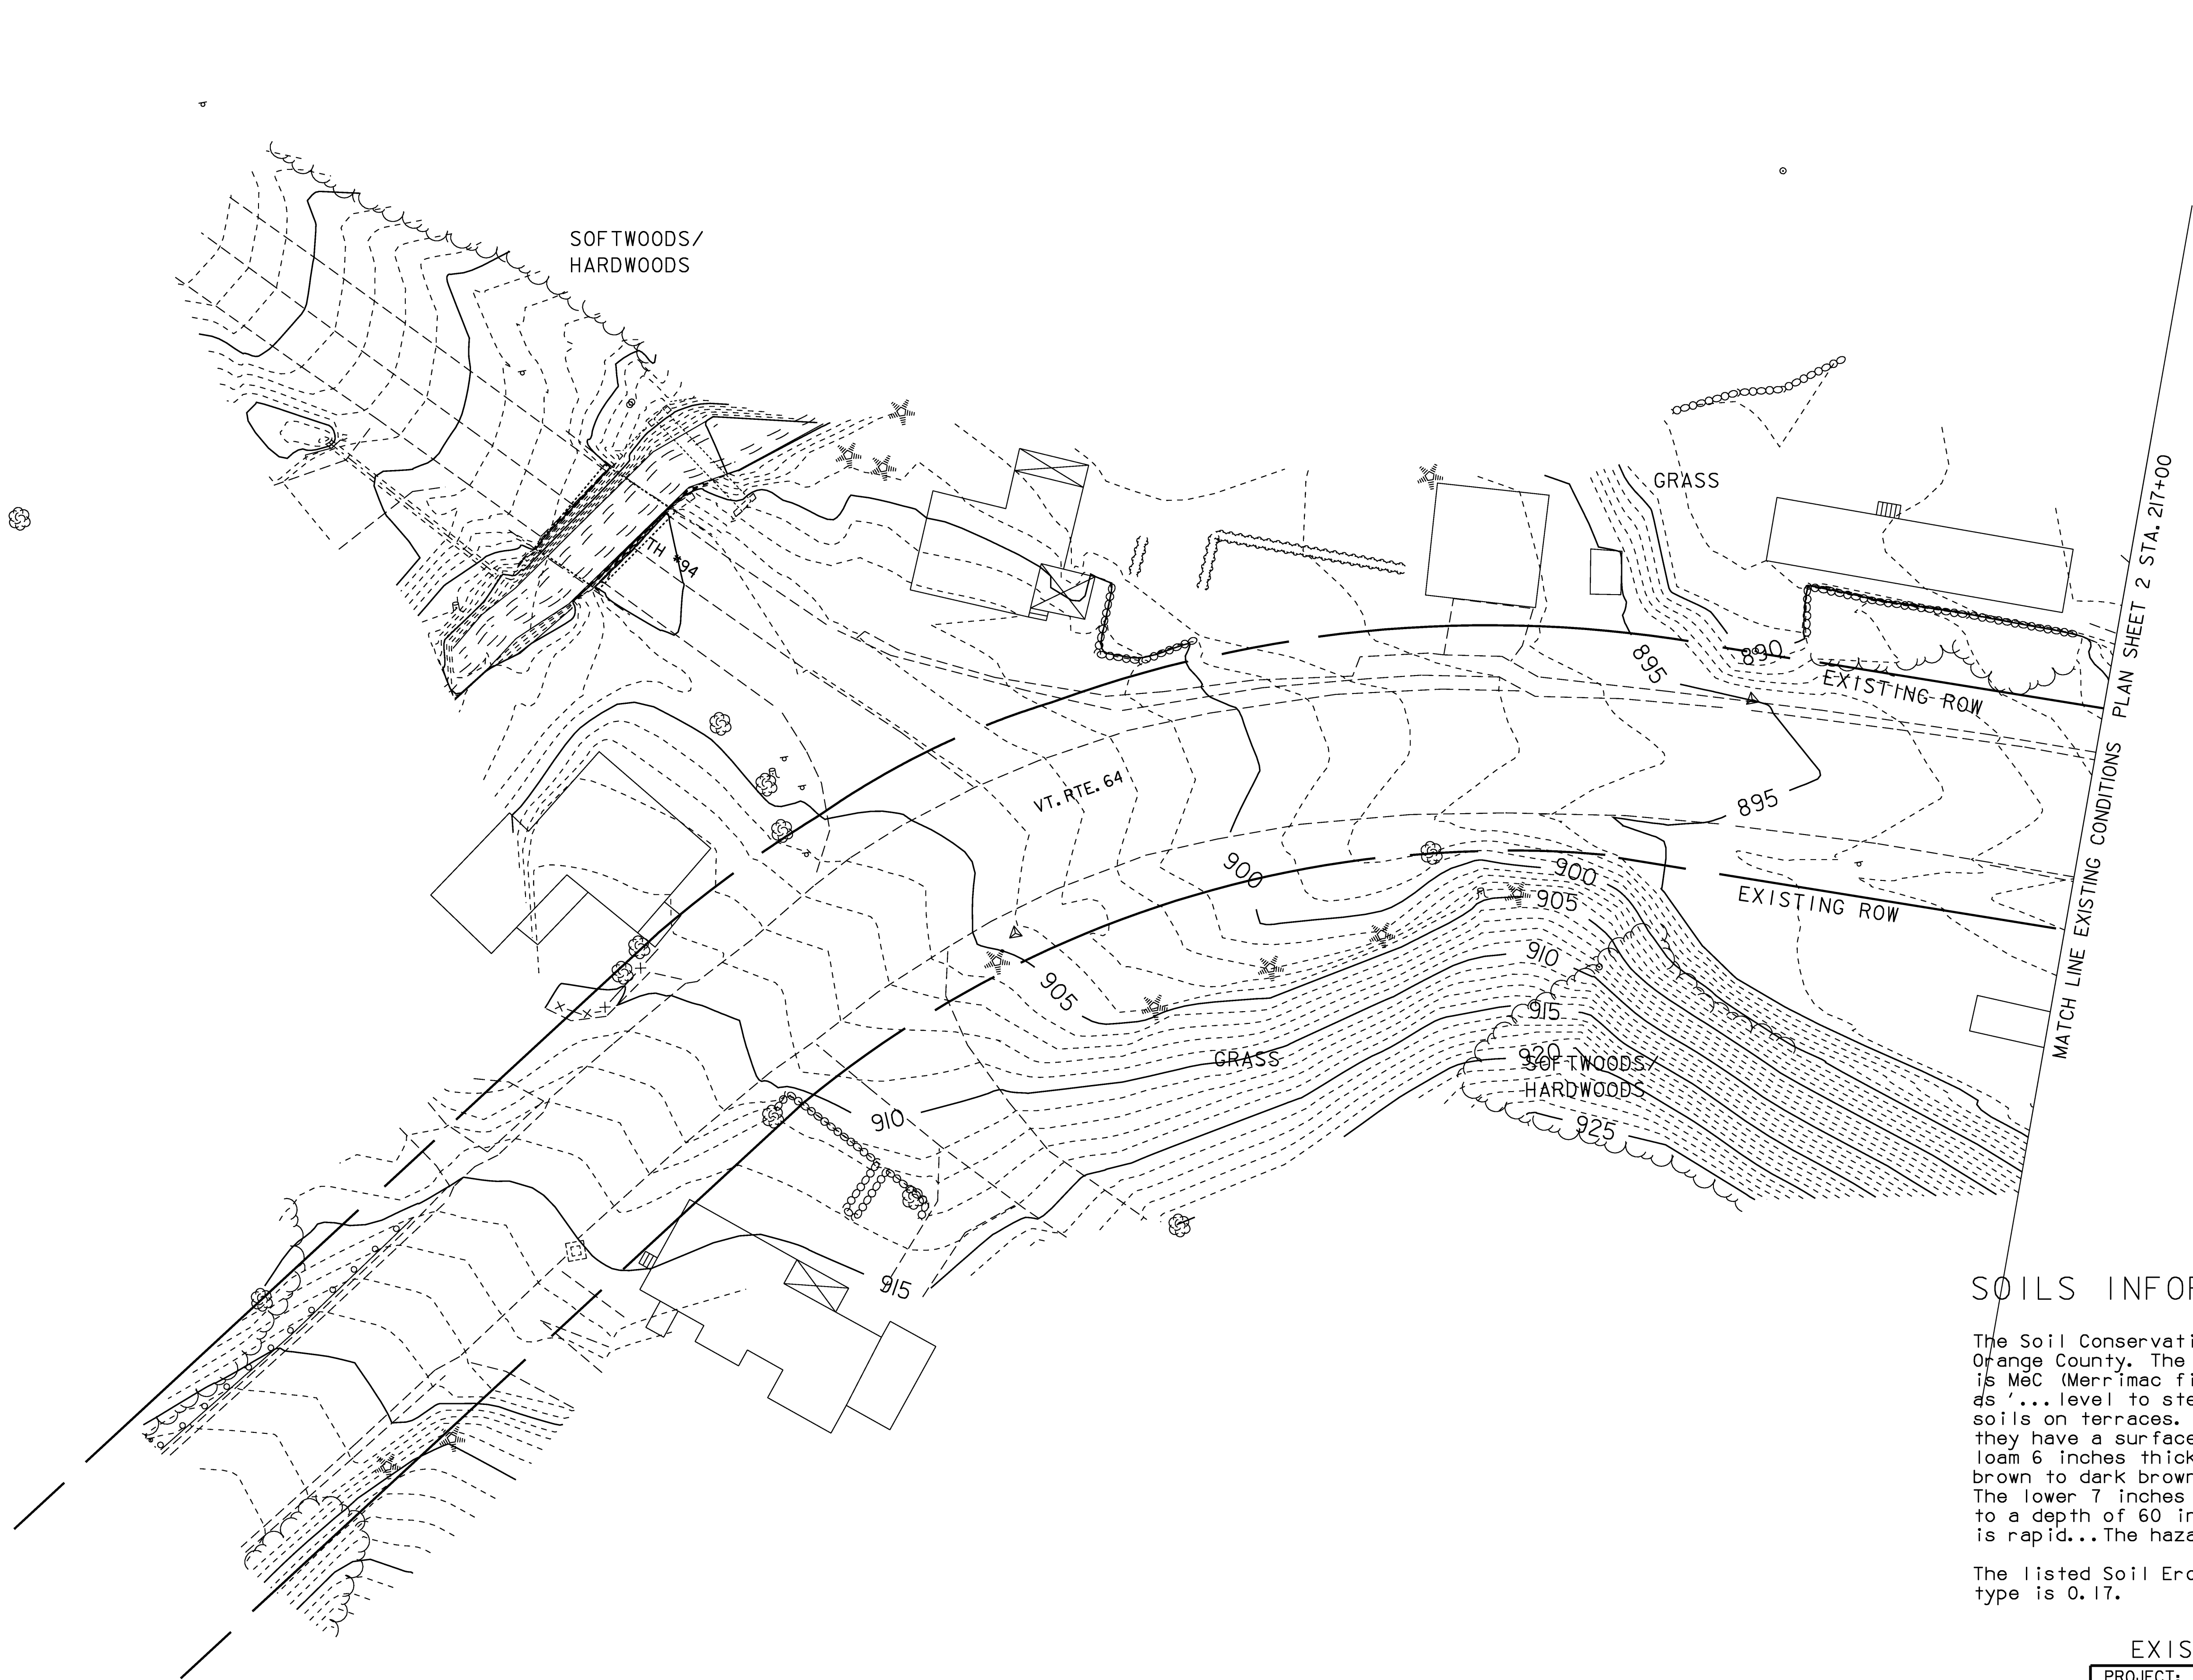 SOFTWOODS/
HARDWOODS
GRASS
TH #94
895
890
EXISTING ROW
VT. RTE. 64
895
900
900
905
EXISTING ROW
910
905
915
920
SOFTWOODS/
HARDWOODS
GRASS
910
925
915
MATCH LINE EXISTING CONDITIONS PLAN SHEET 2 STA. 217+00
SOILS INFOR
The Soil Conservati
Orange County. The
is MeC (Merrimac fi
as '...level to ste
soils on terraces.
they have a surface
loam 6 inches thick
brown to dark brown
The lower 7 inches
to a depth of 60 in
is rapid...The haza
The listed Soil Ero
type is 0.17.
EXIS
PROJECT: